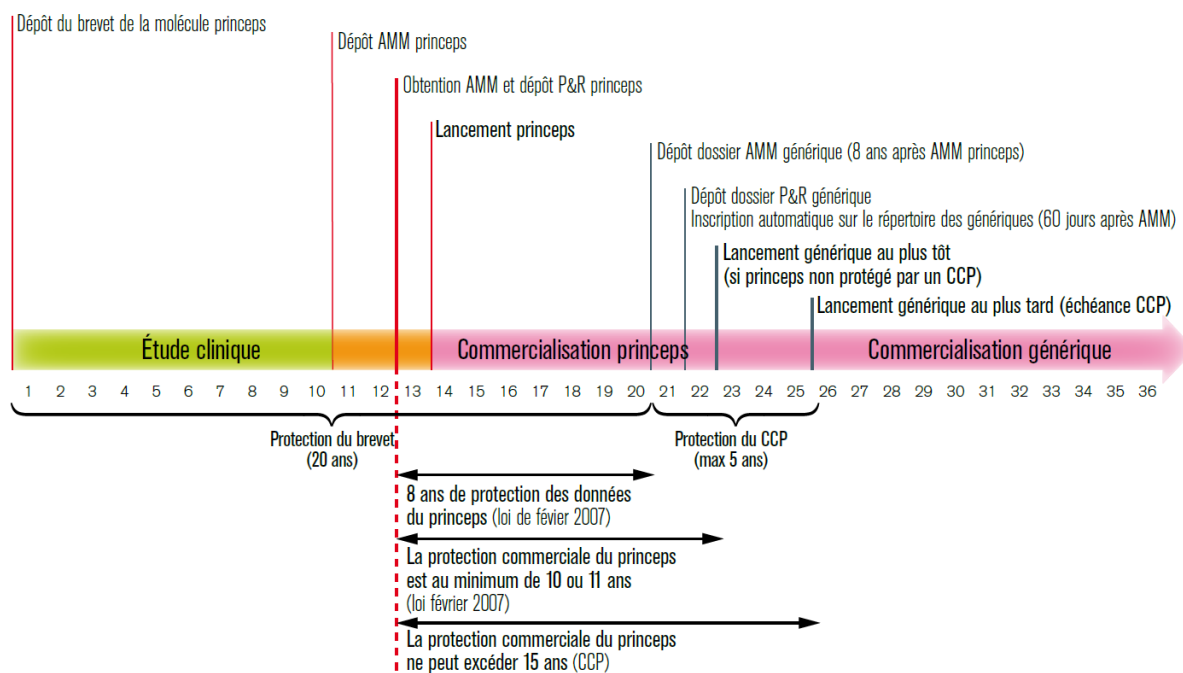 Dépôt du brevet de la molécule princeps
Dépôt AMM princeps
Obtention AMM et dépôt P&R princeps
Lancement princeps
Dépôt dossier AMM générique (8 ans après AMM princeps)
Dépôt dossier P&R générique
Inscription automatique sur le répertoire des génériques (60 jours après AMM)
Lancement générique au plus tôt
(si princeps non protégé par un CCP)
Lancement générique au plus tard (échéance CCP)
Étude clinique
Commercialisation princeps
Commercialisation générique
1 2 3 4 5 6 7 8 9 10 11 12 13 14 15 16 17 18 19 20 21 22 23 24 25 26 27 28 29 30 31 32 33 34 35 36
Protection du brevet
(20 ans)
Protection du CCP
(max 5 ans)
8 ans de protection des données
du princeps (loi de févier 2007)
La protection commerciale du princeps
est au minimum de 10 ou 11 ans
(loi février 2007)
La protection commerciale du princeps
ne peut excéder 15 ans (CCP)